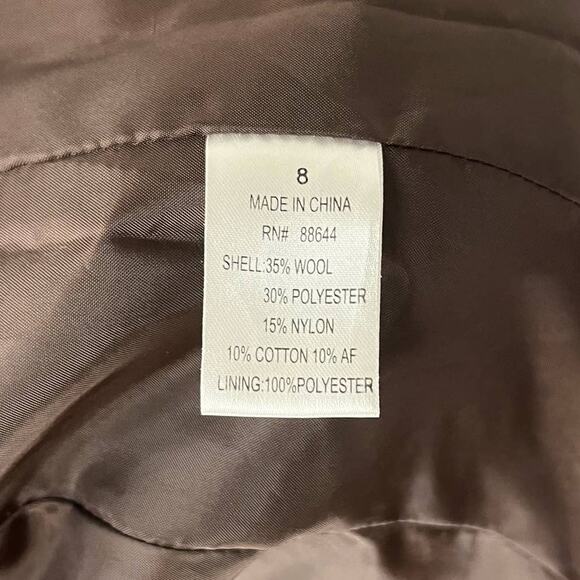 8
MADE IN CHINA
RN# 88644
SHELL:35% WOOL
30% POLYESTER
15% NYLON
10% COTTON 10% AF
LINING:100%POLYESTER